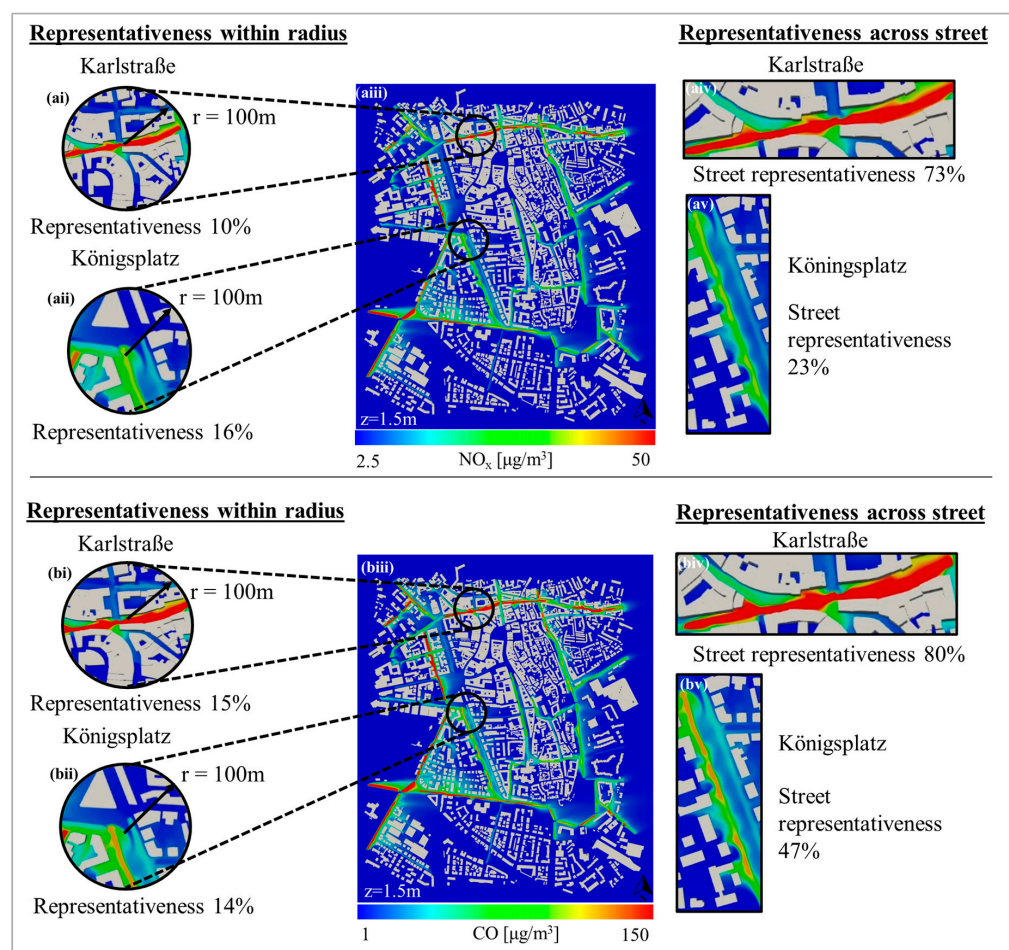 Representativeness within radius
Karlstraße
(ai)
r = 100m
Representativeness 10%
Königsplatz
(aii)
r = 100m
Representativeness 16%
(aiii)
z=1.5m
2.5
NOx [μg/m³]
50
Representativeness across street
Karlstraße
(aiv)
Street representativeness 73%
(av)
Köningsplatz
Street
representativeness
23%
Representativeness within radius
Karlstraße
(bi)
r = 100m
Representativeness 15%
Königsplatz
(bii)
r = 100m
Representativeness 14%
(biii)
z=1.5m
1
CO [μg/m³]
150
Representativeness across street
Karlstraße
(biv)
Street representativeness 80%
(bv)
Königsplatz
Street
representativeness
47%